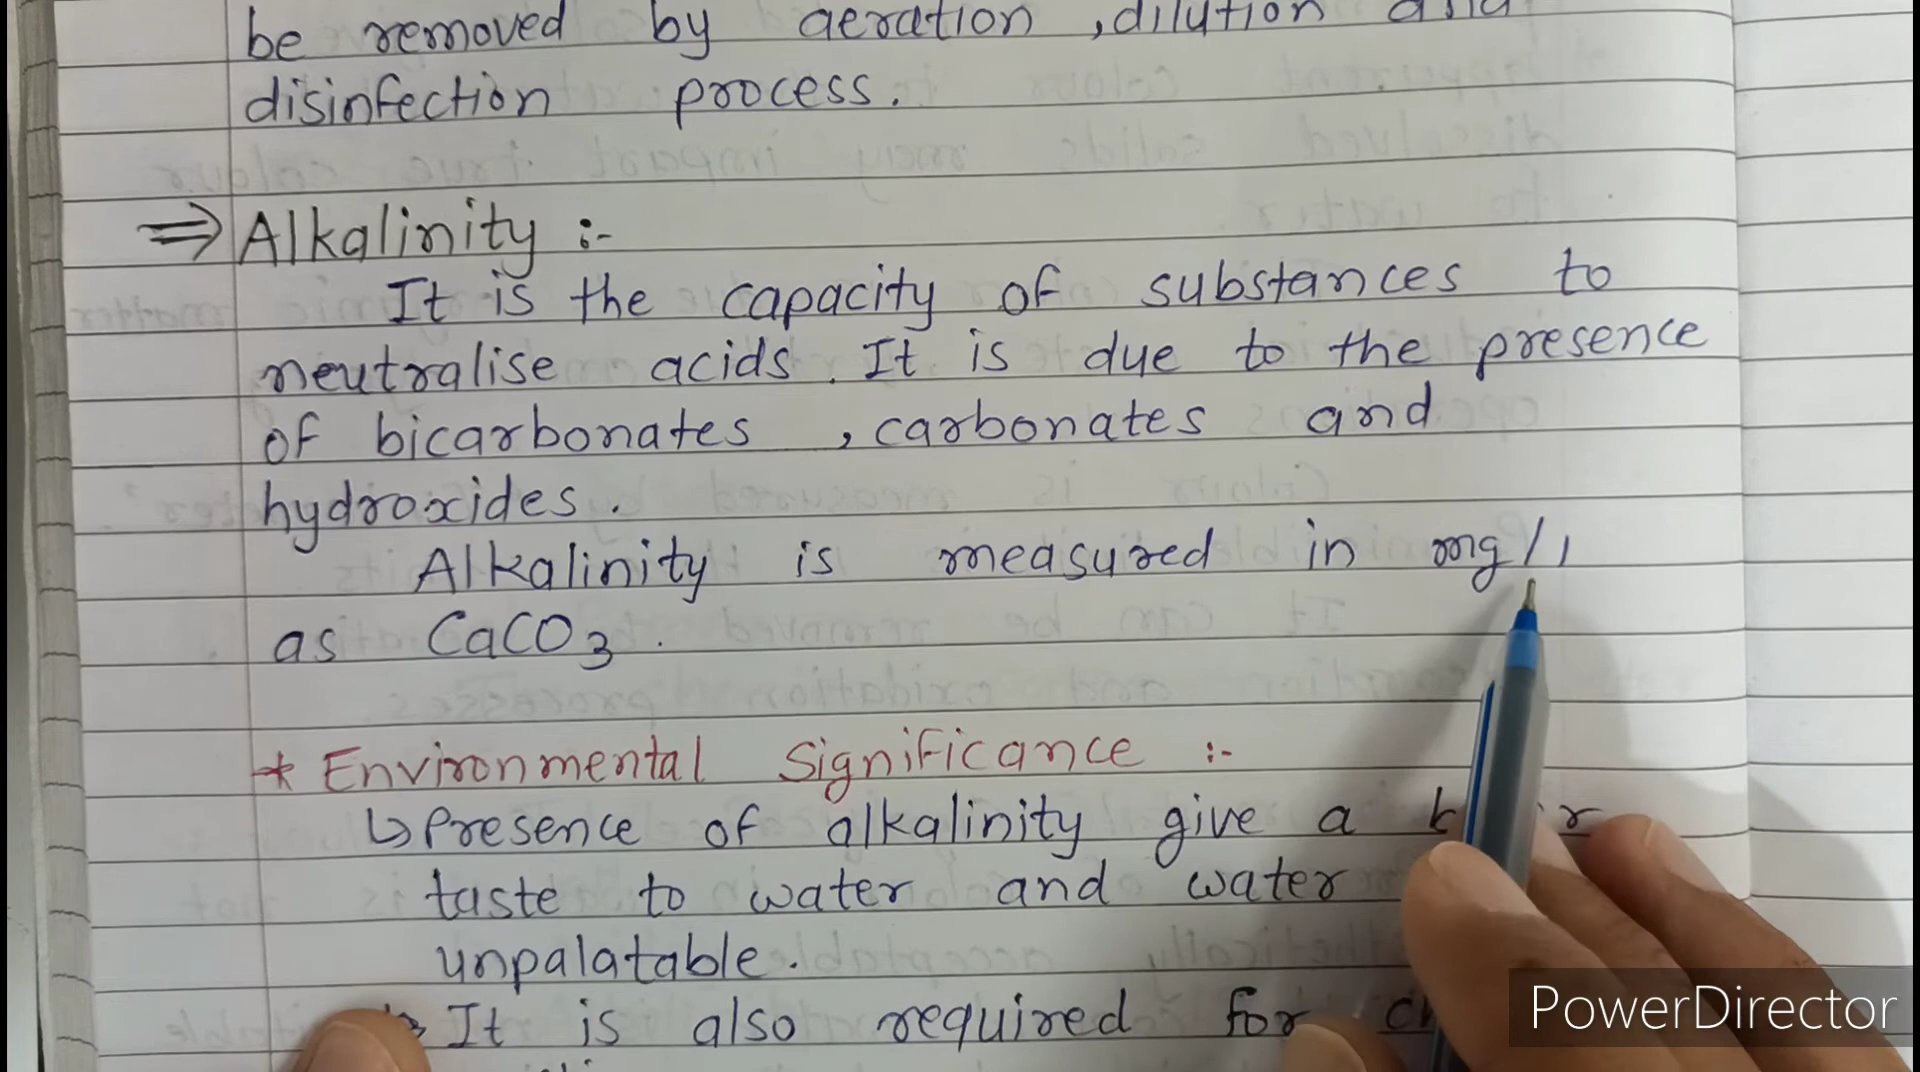 be removed by aeration , dilution and
disinfection process.
⇒ Alkalinity :-
It is the capacity of substances to
neutralise acids. It is due to the presence
of bicarbonates , carbonates and
hydroxides.
Alkalinity is measured in mg/l
as CaCO3.
* Environmental Significance :-
↳ Presence of alkalinity give a
taste to water and water
unpalatable.
↳ It is also required for
PowerDirector